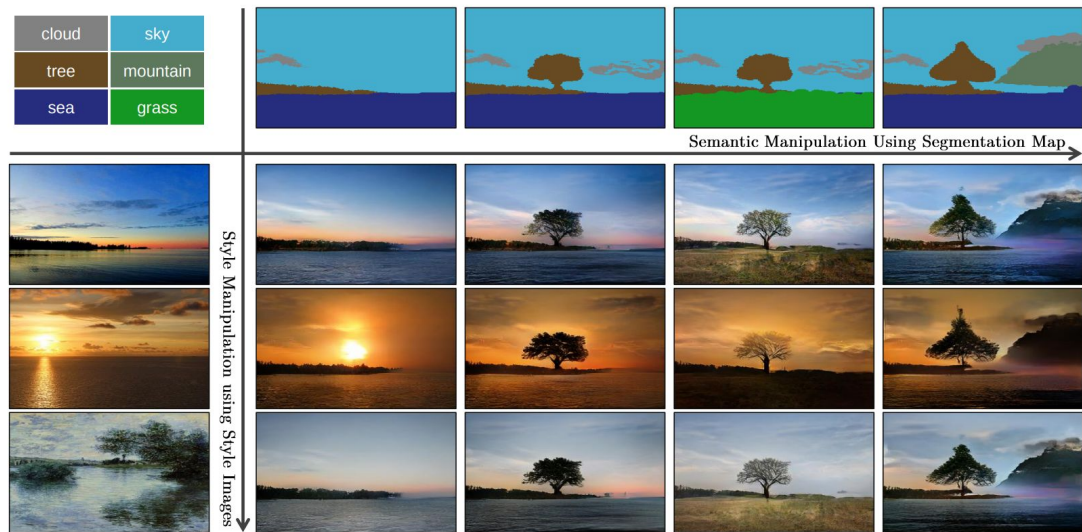 cloud sky
tree mountain
sea grass
Semantic Manipulation Using Segmentation Map
Style Manipulation using Style Images